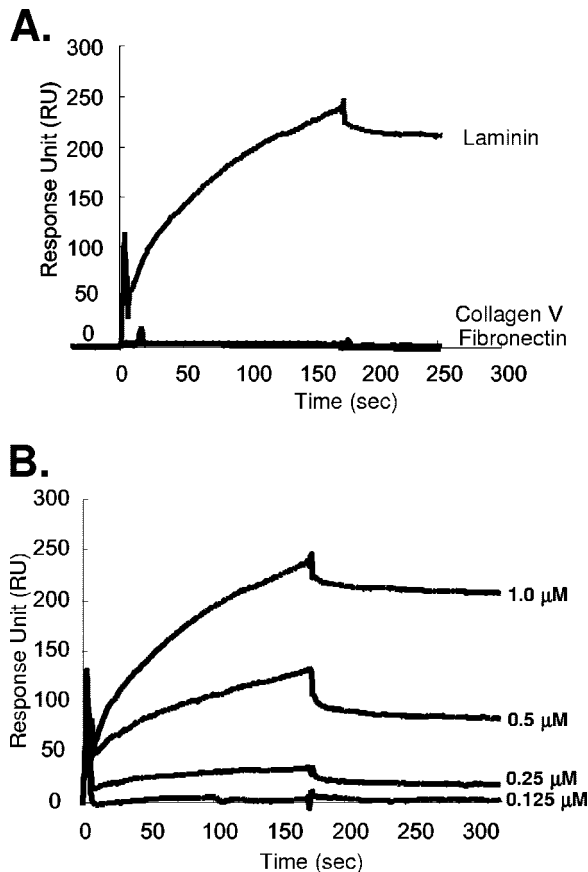 A.
Response Unit (RU)
300
250
200
150
100
50
0
Laminin
Collagen V
Fibronectin
0 50 100 150 200 250 300
Time (sec)
B.
Response Unit (RU)
300
250
200
150
100
50
0
1.0 µM
0.5 µM
0.25 µM
0.125 µM
0 50 100 150 200 250 300
Time (sec)